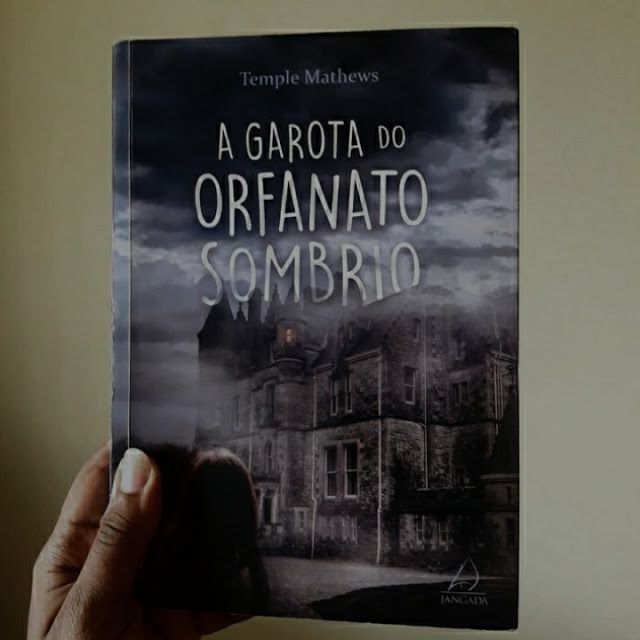 Temple Mathews
A GAROTA DO
ORFANATO
SOMBRIO
JANGADA